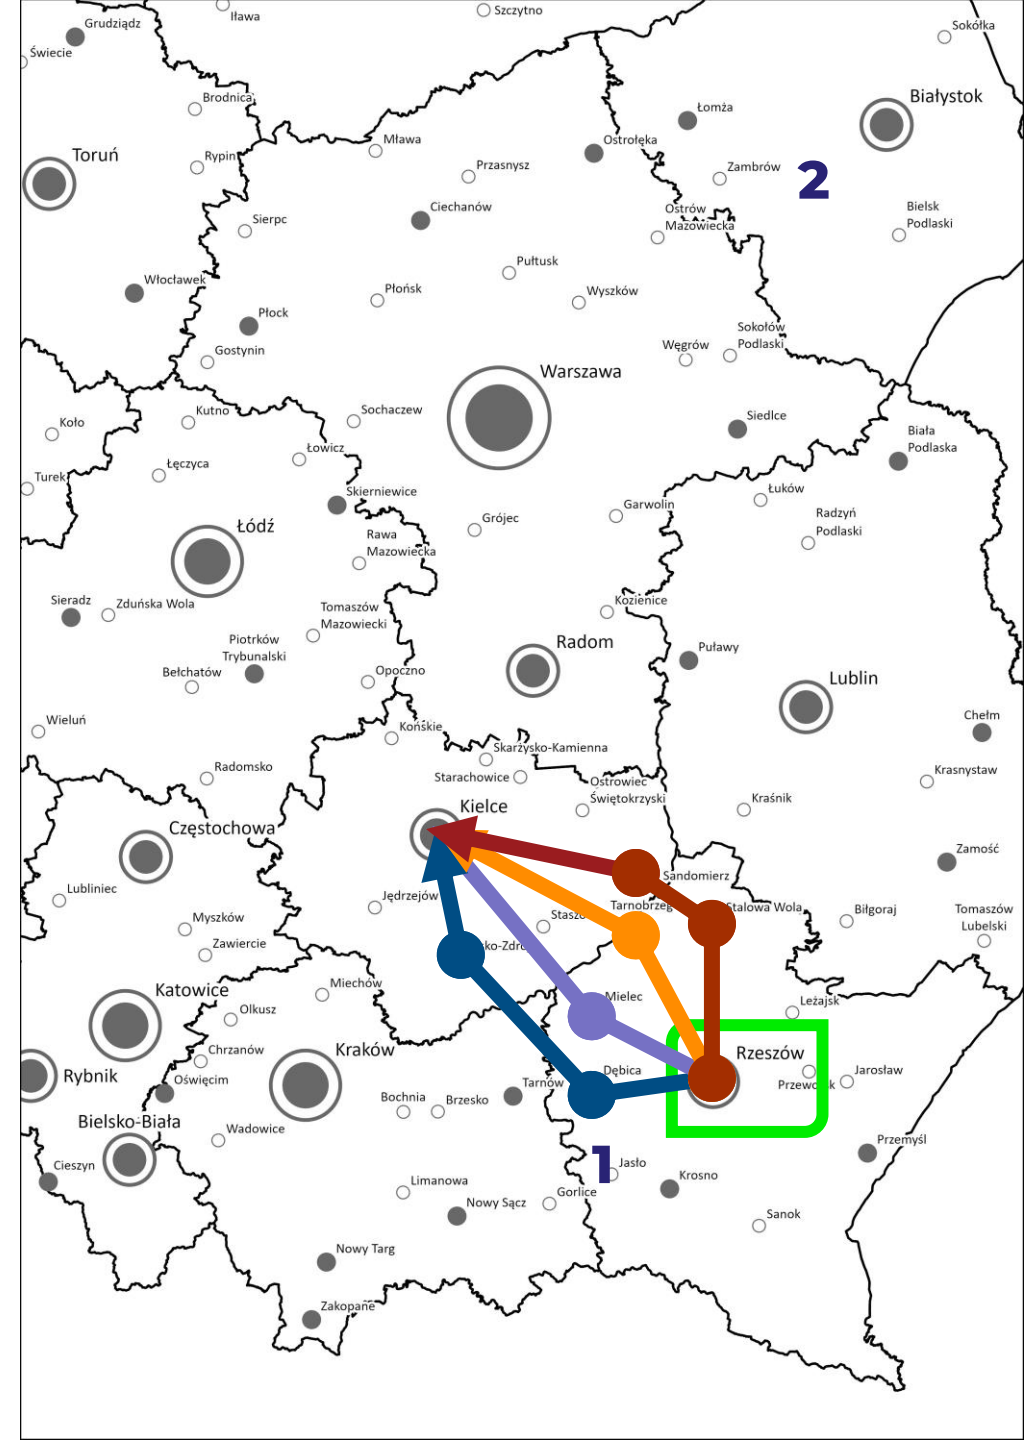 Szczytno
Iława
Grudziądz
Sokółka
Świecie
Brodnica
Białystok
Łomża
Mława
Ostrołęka
Toruń
Rypin
Przasnysz
Zambrów
2
Ciechanów
Ostrów
Mazowiecka
Bielsk
Podlaski
Sierpc
Pułtusk
Włocławek
Płońsk
Wyszków
Płock
Sokołów
Podlaski
Gostynin
Węgrów
Warszawa
Kutno
Sochaczew
Siedlce
Koło
Biała
Podlaska
Łowicz
Łęczyca
Turek
Skierniewice
Łuków
Garwolin
Radzyń
Podlaski
Grójec
Łódź
Rawa
Mazowiecka
Sieradz
Zduńska Wola
Tomaszów
Mazowiecki
Kozienice
Piotrków
Trybunalski
Radom
Puławy
Bełchatów
Opoczno
Lublin
Wieluń
Końskie
Chełm
Skarżysko-Kamienna
Radomsko
Starachowice
Ostrowiec
Świętokrzyski
Krasnystaw
Kielce
Kraśnik
Częstochowa
Zamość
Sandomierz
Lubliniec
Jędrzejów
Tarnobrzeg
Stalowa Wola
Biłgoraj
Tomaszów
Lubelski
Myszków
Staszo
Zawiercie
sko-Zdró
Miechów
Katowice
Mielec
Leżajsk
Olkusz
Kraków
Rzeszów
Chrzanów
Rybnik
Oświęcim
Dębica
Jarosław
Tarnów
Przeworsk
Bochnia
Brzesko
Bielsko-Biała
Wadowice
Przemyśl
1
Jasło
Cieszyn
Krosno
Limanowa
Gorlice
Nowy Sącz
Sanok
Nowy Targ
Zakopane